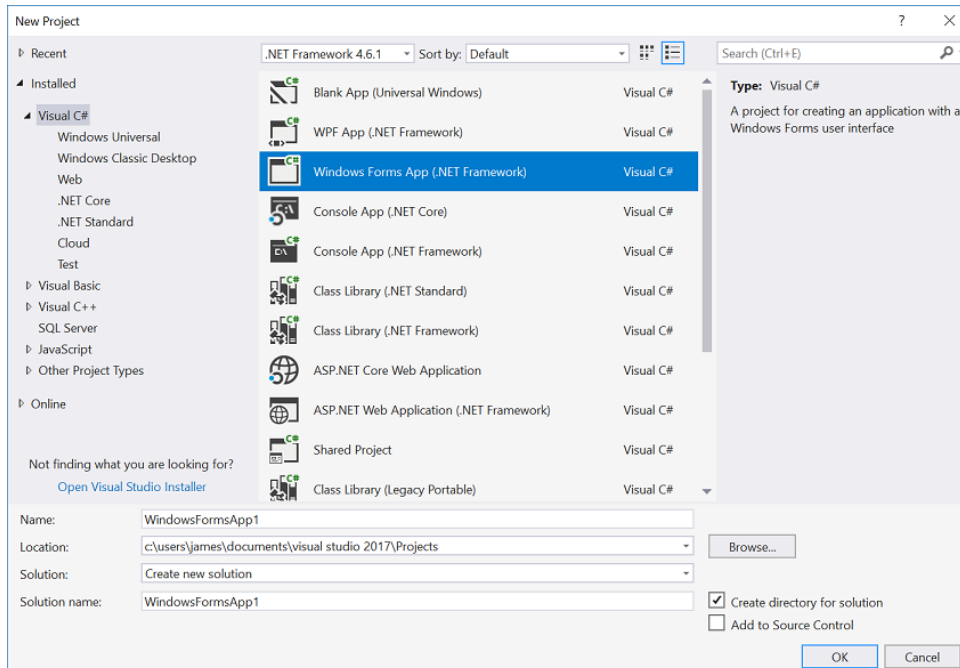 New Project
?
Recent
.NET Framework 4.6.1
Sort by: Default
Search (Ctrl+E)
Installed
Visual C#
Windows Universal
Windows Classic Desktop
Web
.NET Core
.NET Standard
Cloud
Test
Visual Basic
Visual C++
SQL Server
JavaScript
Other Project Types
Online
Not finding what you are looking for?
Open Visual Studio Installer
Blank App (Universal Windows) Visual C#
WPF App (.NET Framework) Visual C#
Windows Forms App (.NET Framework) Visual C#
Console App (.NET Core) Visual C#
Console App (.NET Framework) Visual C#
Class Library (.NET Standard) Visual C#
Class Library (.NET Framework) Visual C#
ASP.NET Core Web Application Visual C#
ASP.NET Web Application (.NET Framework) Visual C#
Shared Project Visual C#
Class Library (Legacy Portable) Visual C#
Type: Visual C#
A project for creating an application with a
Windows Forms user interface
Name: WindowsFormsApp1
Location: c:\users\james\documents\visual studio 2017\Projects
Browse...
Solution: Create new solution
Solution name: WindowsFormsApp1
Create directory for solution
Add to Source Control
OK
Cancel